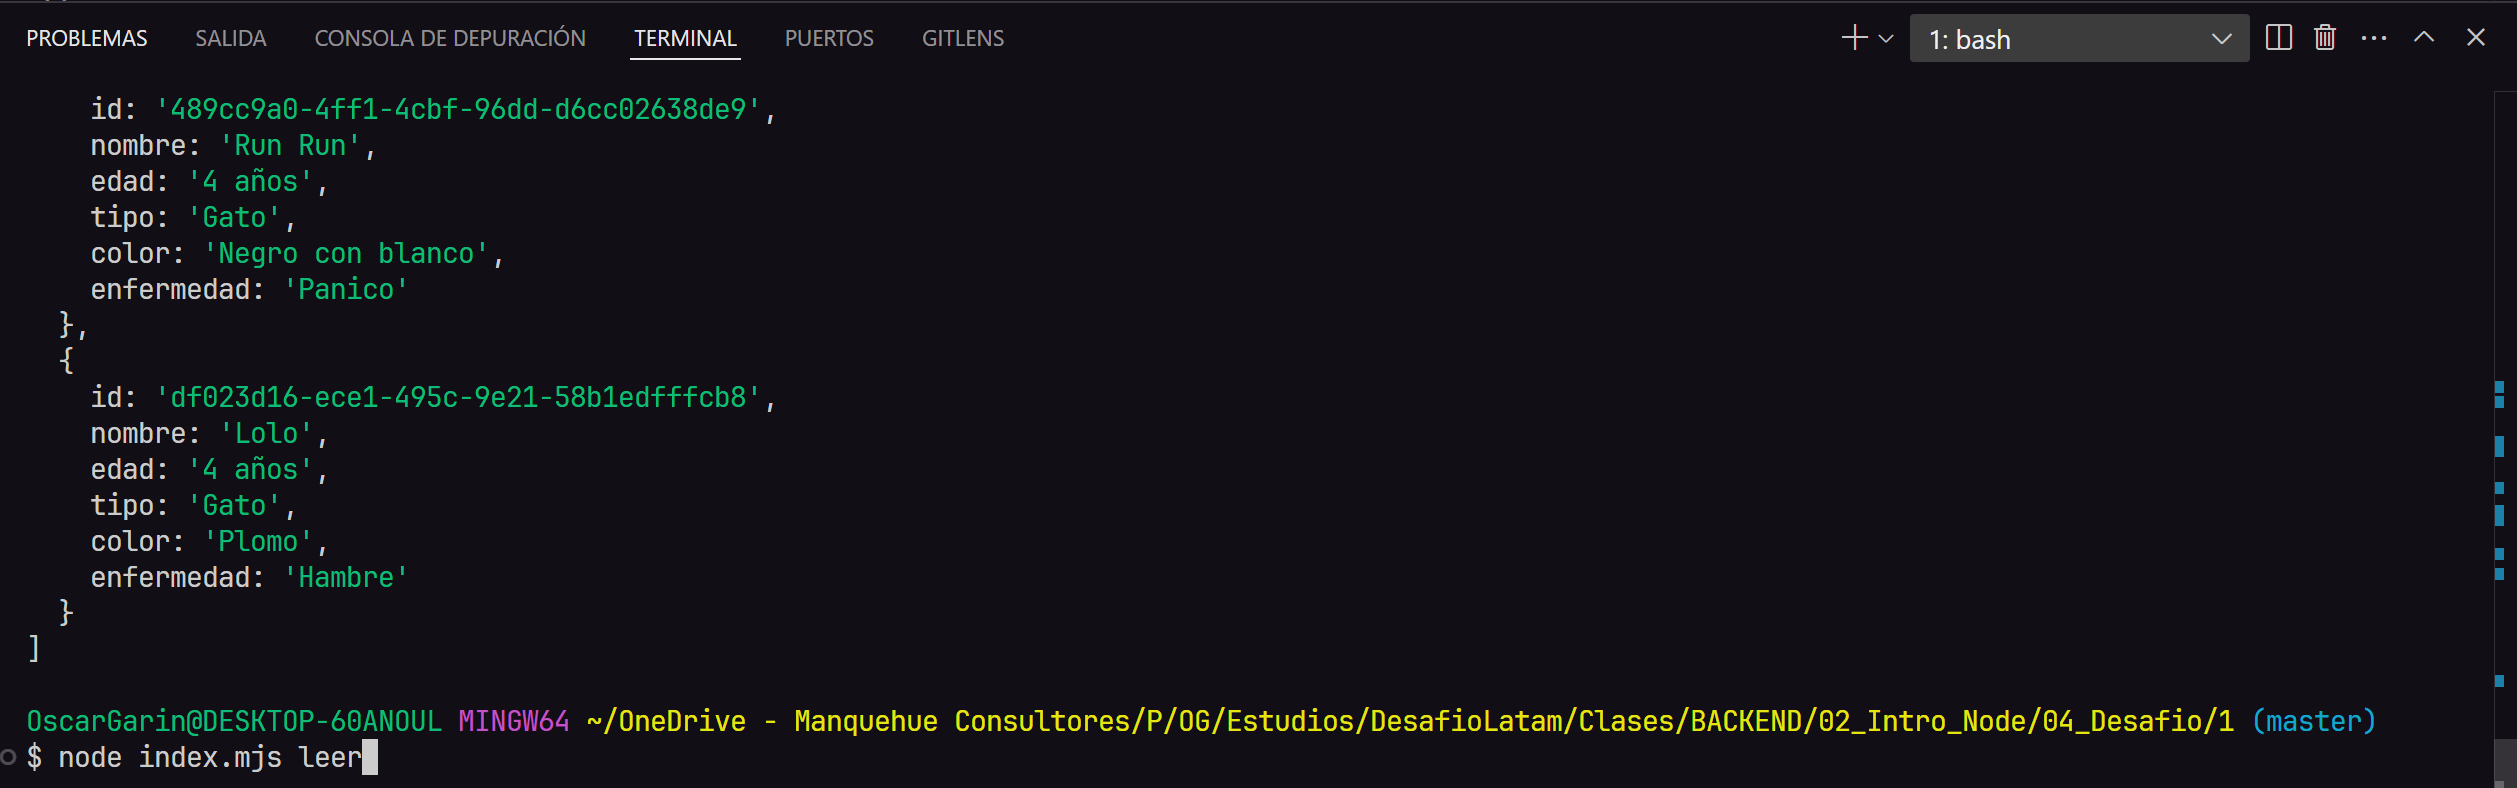 PROBLEMAS SALIDA CONSOLA DE DEPURACIÓN TERMINAL PUERTOS GITLENS 1: bash
id: '489cc9a0-4ff1-4cbf-96dd-d6cc02638de9',
nombre: 'Run Run',
edad: '4 años',
tipo: 'Gato',
color: 'Negro con blanco',
enfermedad: 'Panico'
},
{
id: 'df023d16-ece1-495c-9e21-58b1edfffcb8',
nombre: 'Lolo',
edad: '4 años',
tipo: 'Gato',
color: 'Plomo',
enfermedad: 'Hambre'
}
]
OscarGarin@DESKTOP-60ANOUL MINGW64 ~/OneDrive - Manquehue Consultores/P/OG/Estudios/DesafioLatam/Clases/BACKEND/02_Intro_Node/04_Desafio/1 (master)
$ node index.mjs leer